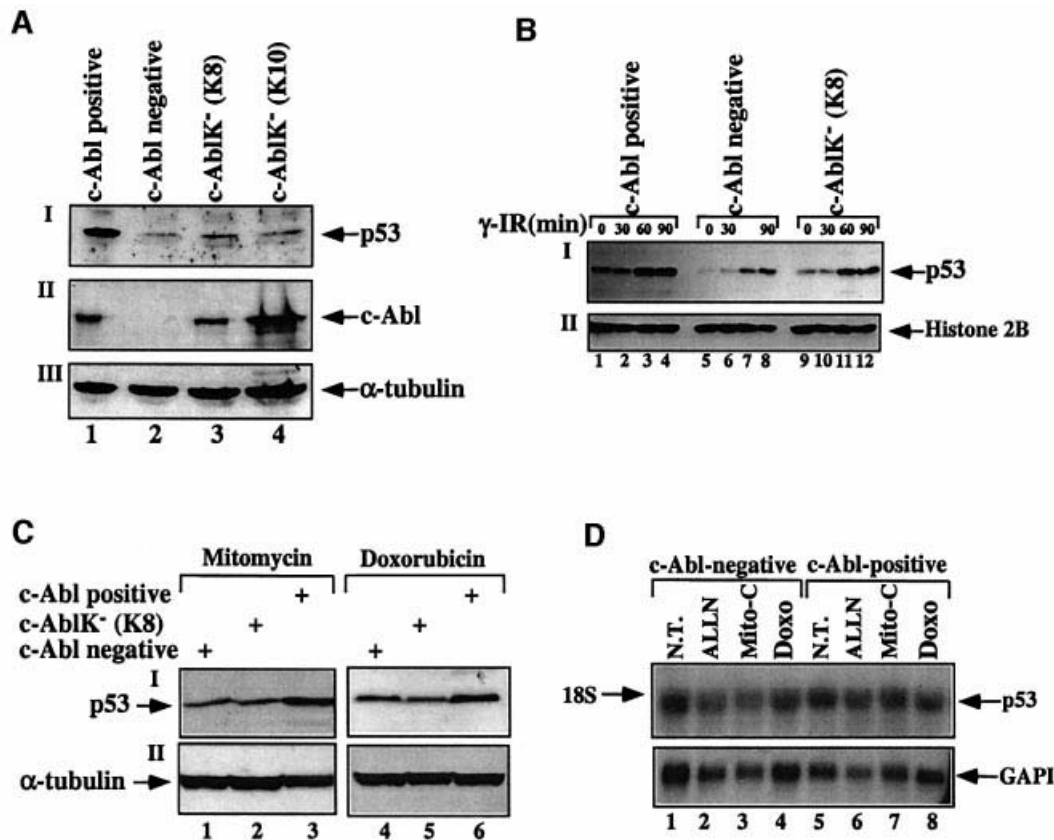 A
c-Abl positive
c-Abl negative
c-AblK- (K8)
c-AblK- (K10)
I
p53
II
c-Abl
III
α-tubulin
1 2 3 4
B
c-Abl positive
c-Abl negative
c-AblK- (K8)
γ-IR(min) 0 30 60 90 0 30 90 0 30 60 90
I
p53
II
Histone 2B
1 2 3 4 5 6 7 8 9 10 11 12
C
Mitomycin Doxorubicin
c-Abl positive + +
c-AblK- (K8) + +
c-Abl negative + +
I
p53
II
α-tubulin
1 2 3 4 5 6
D
c-Abl-negative c-Abl-positive
N.T. ALLN Mito-C Doxo N.T. ALLN Mito-C Doxo
18S p53
GAPI
1 2 3 4 5 6 7 8